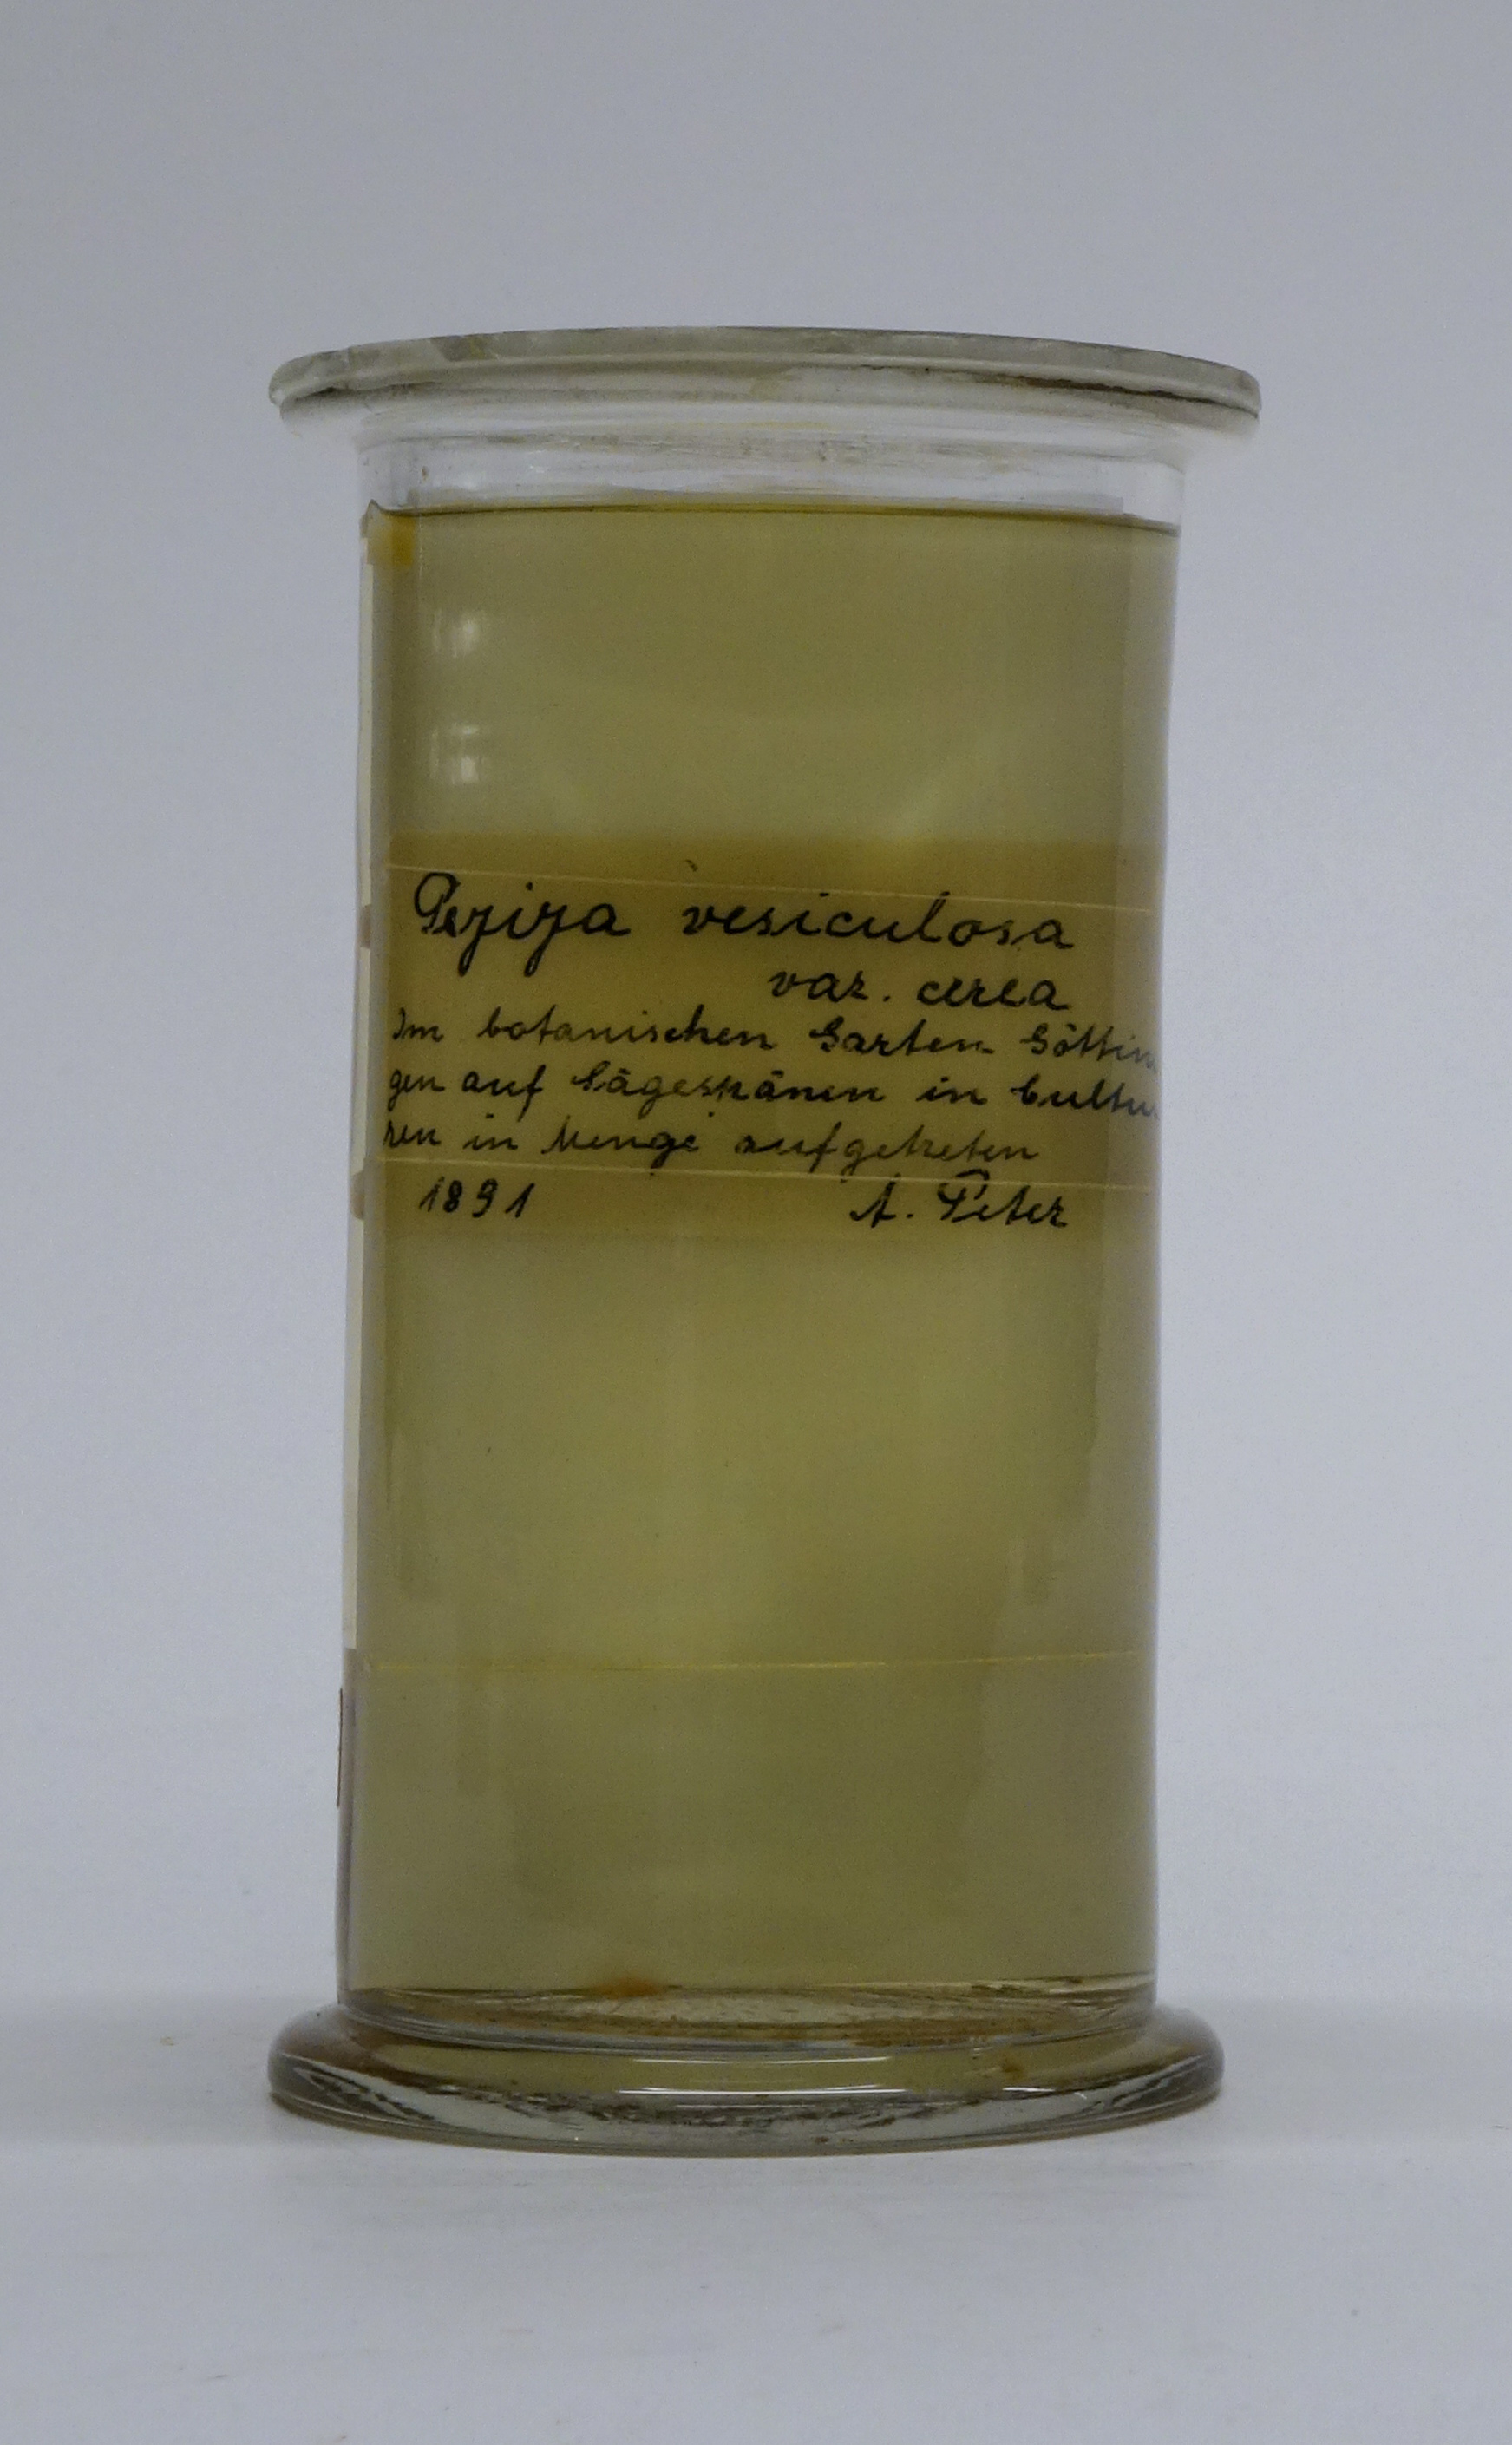 Peziza vesiculosa
var. cerea
Im botanischen Garten Göttin
gen auf Sägespänen in Cultu
ren in Menge aufgetreten
1891 A. Peter